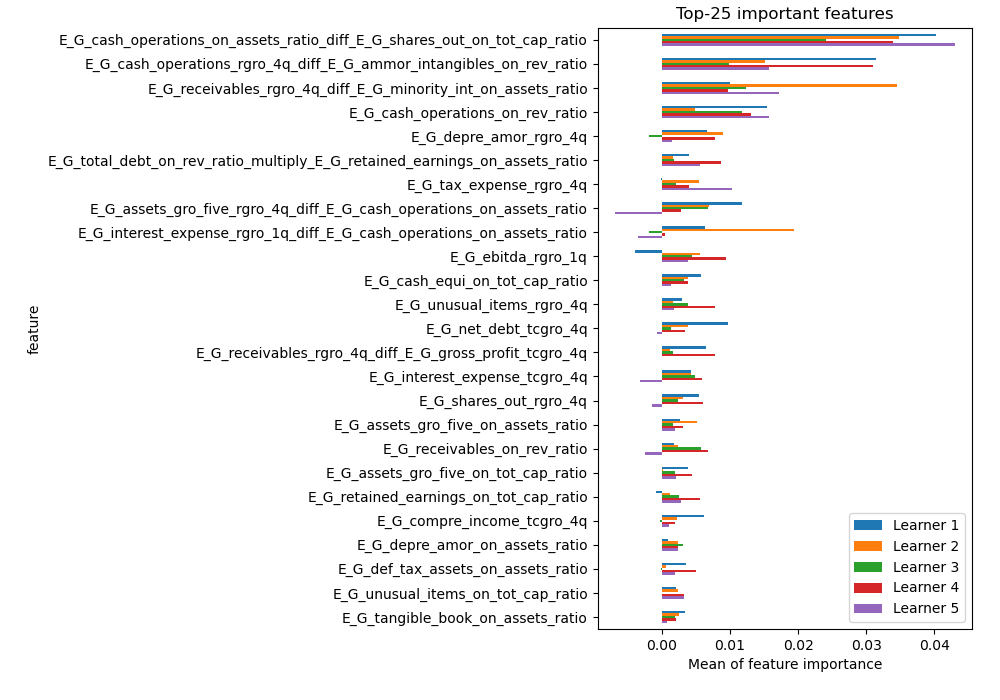 Top-25 important features
E_G_cash_operations_on_assets_ratio_diff_E_G_shares_out_on_tot_cap_ratio
E_G_cash_operations_rgro_4q_diff_E_G_ammor_intangibles_on_rev_ratio
E_G_receivables_rgro_4q_diff_E_G_minority_int_on_assets_ratio
E_G_cash_operations_on_rev_ratio
E_G_depre_amor_rgro_4q
E_G_total_debt_on_rev_ratio_multiply_E_G_retained_earnings_on_assets_ratio
E_G_tax_expense_rgro_4q
E_G_assets_gro_five_rgro_4q_diff_E_G_cash_operations_on_assets_ratio
E_G_interest_expense_rgro_1q_diff_E_G_cash_operations_on_assets_ratio
E_G_ebitda_rgro_1q
E_G_cash_equi_on_tot_cap_ratio
E_G_unusual_items_rgro_4q
E_G_net_debt_tcgro_4q
E_G_receivables_rgro_4q_diff_E_G_gross_profit_tcgro_4q
E_G_interest_expense_tcgro_4q
E_G_shares_out_rgro_4q
E_G_assets_gro_five_on_assets_ratio
E_G_receivables_on_rev_ratio
E_G_assets_gro_five_on_tot_cap_ratio
E_G_retained_earnings_on_tot_cap_ratio
E_G_compre_income_tcgro_4q
E_G_depre_amor_on_assets_ratio
E_G_def_tax_assets_on_assets_ratio
E_G_unusual_items_on_tot_cap_ratio
E_G_tangible_book_on_assets_ratio
feature
Learner 1
Learner 2
Learner 3
Learner 4
Learner 5
0.00 0.01 0.02 0.03 0.04
Mean of feature importance